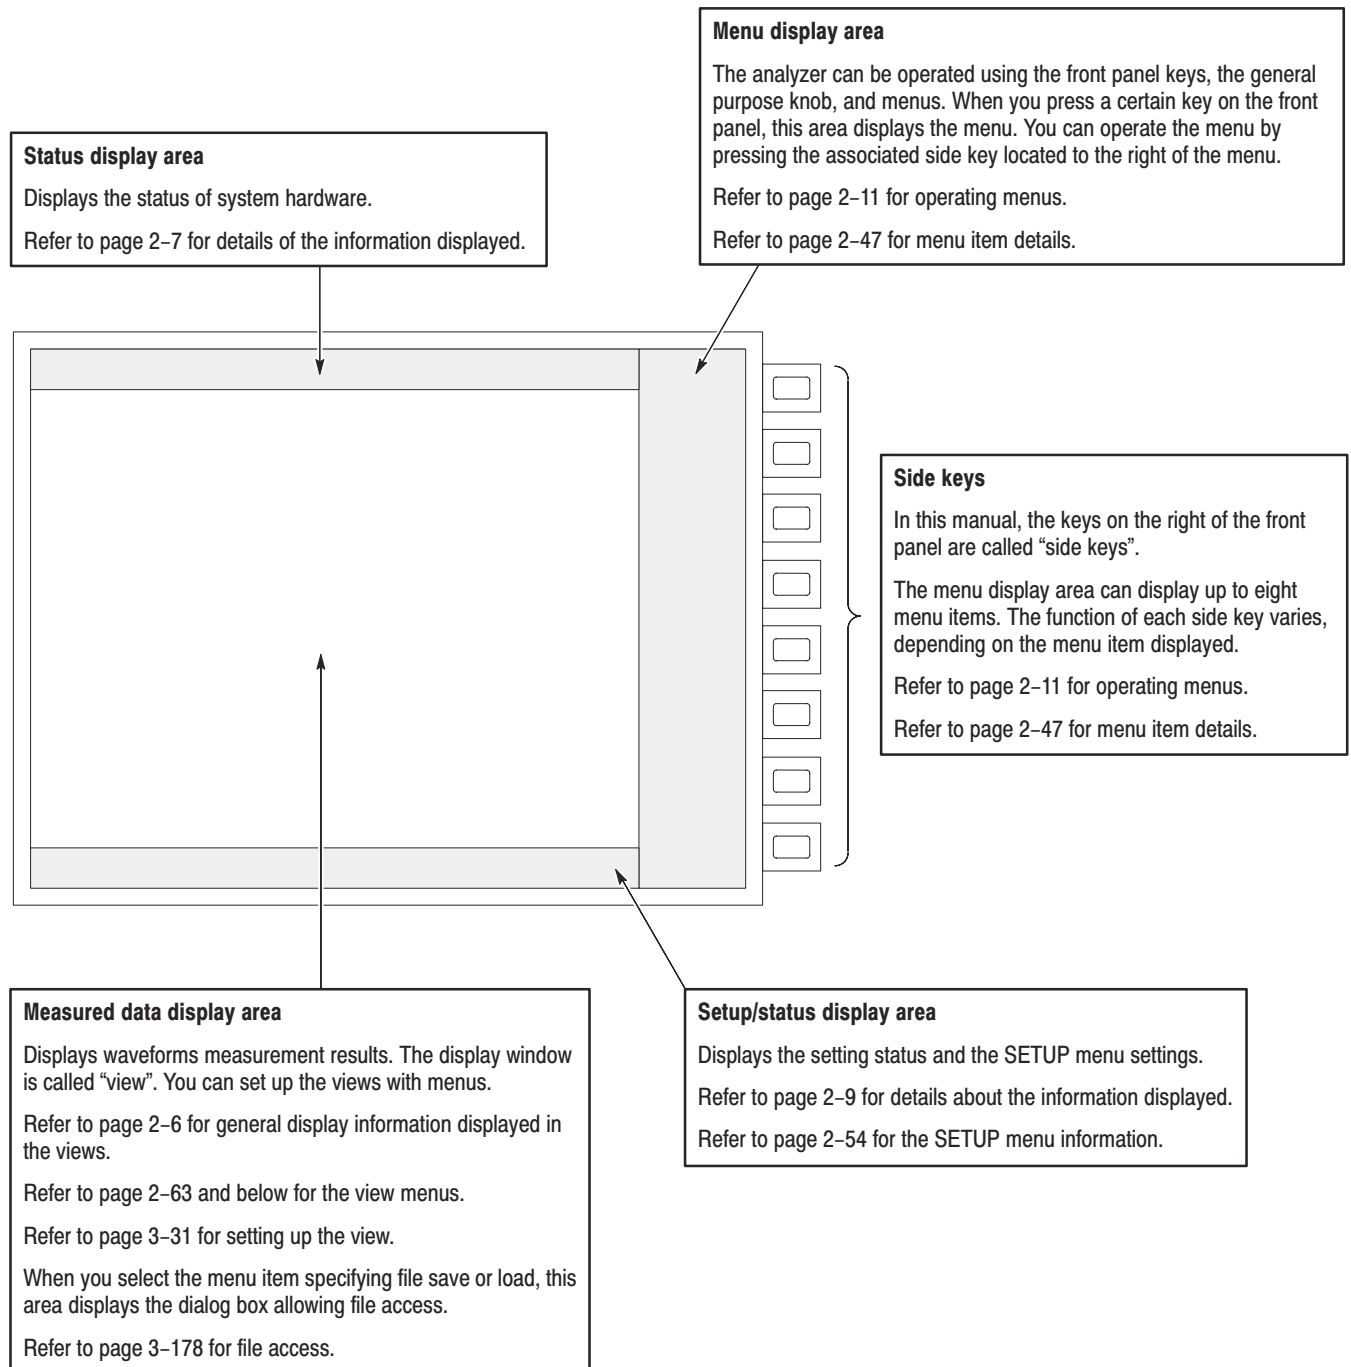 Menu display area
The analyzer can be operated using the front panel keys, the general
purpose knob, and menus. When you press a certain key on the front
panel, this area displays the menu. You can operate the menu by
pressing the associated side key located to the right of the menu.
Refer to page 2–11 for operating menus.
Refer to page 2–47 for menu item details.
Status display area
Displays the status of system hardware.
Refer to page 2–7 for details of the information displayed.
Side keys
In this manual, the keys on the right of the front
panel are called “side keys”.
The menu display area can display up to eight
menu items. The function of each side key varies,
depending on the menu item displayed.
Refer to page 2–11 for operating menus.
Refer to page 2–47 for menu item details.
Measured data display area
Displays waveforms measurement results. The display window
is called “view”. You can set up the views with menus.
Refer to page 2–6 for general display information displayed in
the views.
Refer to page 2–63 and below for the view menus.
Refer to page 3–31 for setting up the view.
When you select the menu item specifying file save or load, this
area displays the dialog box allowing file access.
Refer to page 3–178 for file access.
Setup/status display area
Displays the setting status and the SETUP menu settings.
Refer to page 2–9 for details about the information displayed.
Refer to page 2–54 for the SETUP menu information.